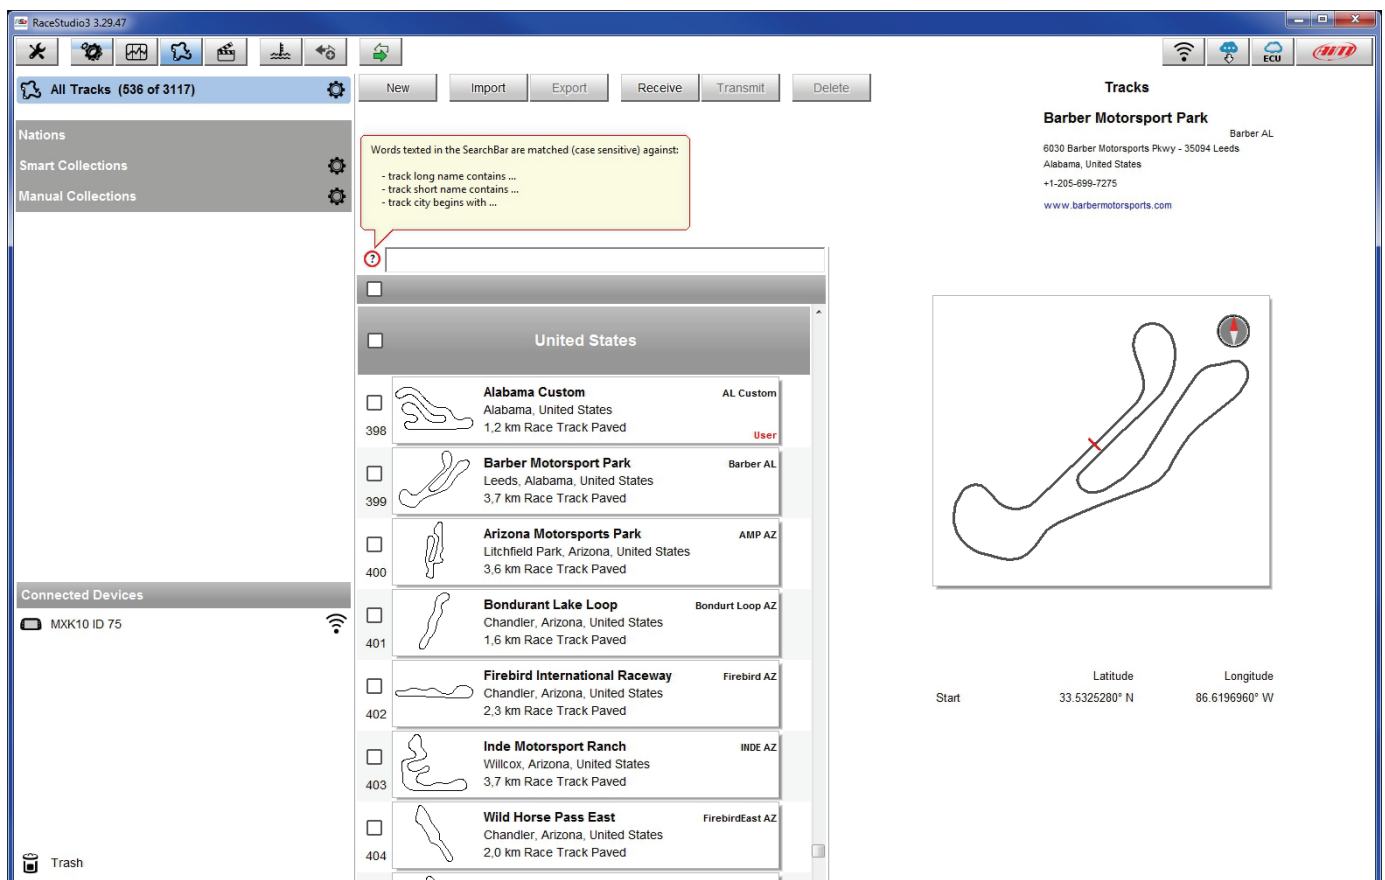 RaceStudio3 3.29.47
ECU
AiM
All Tracks (536 of 3117)
Nations
Smart Collections
Manual Collections
Connected Devices
MXK10 ID 75
Trash
New
Import
Export
Receive
Transmit
Delete
Words texted in the SearchBar are matched (case sensitive) against:
- track long name contains ...
- track short name contains ...
- track city begins with ...
?
United States
398
Alabama Custom
AL Custom
Alabama, United States
1,2 km Race Track Paved
User
399
Barber Motorsport Park
Barber AL
Leeds, Alabama, United States
3,7 km Race Track Paved
400
Arizona Motorsports Park
AMP AZ
Litchfield Park, Arizona, United States
3,6 km Race Track Paved
401
Bondurant Lake Loop
Bondurt Loop AZ
Chandler, Arizona, United States
1,6 km Race Track Paved
402
Firebird International Raceway
Firebird AZ
Chandler, Arizona, United States
2,3 km Race Track Paved
403
Inde Motorsport Ranch
INDE AZ
Willcox, Arizona, United States
3,7 km Race Track Paved
404
Wild Horse Pass East
FirebirdEast AZ
Chandler, Arizona, United States
2,0 km Race Track Paved
Tracks
Barber Motorsport Park
Barber AL
6030 Barber Motorsports Pkwy - 35094 Leeds
Alabama, United States
+1-205-699-7275
www.barbermotorsports.com
Latitude Longitude
Start 33.5325280° N 86.6196960° W